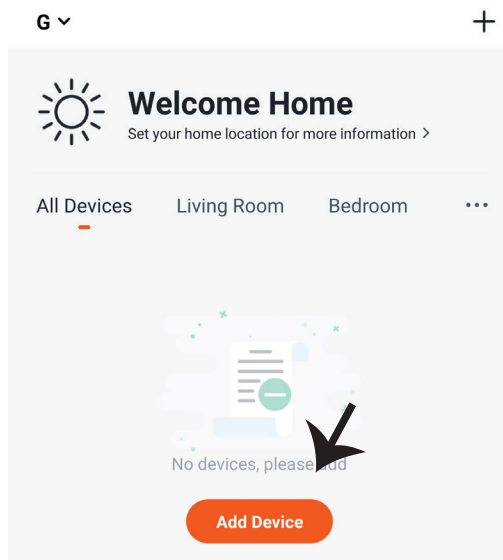 G
Welcome Home
Set your home location for more information >
All Devices Living Room Bedroom ...
No devices, please add
Add Device